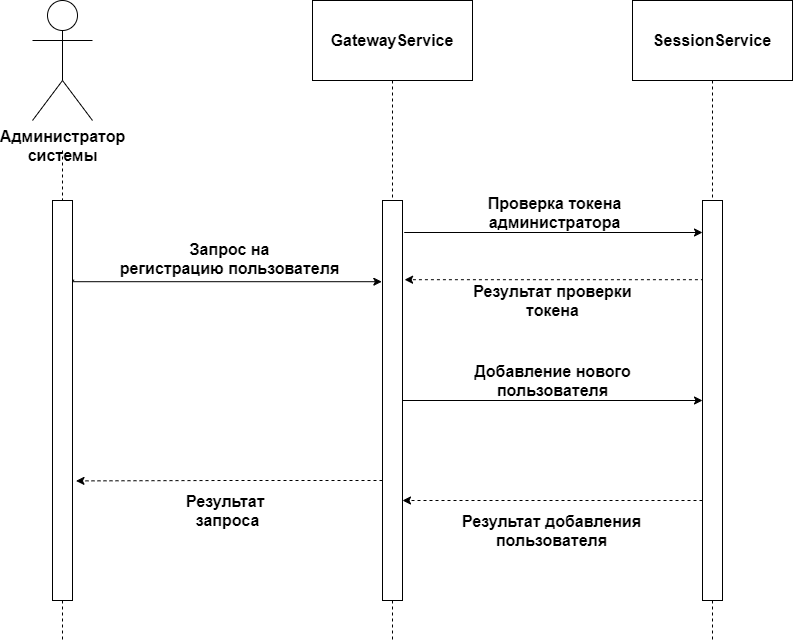 GatewayService
SessionService
Администратор
системы
Проверка токена
администратора
Запрос на
регистрацию пользователя
Результат проверки
токена
Добавление нового
пользователя
Результат
запроса
Результат добавления
пользователя